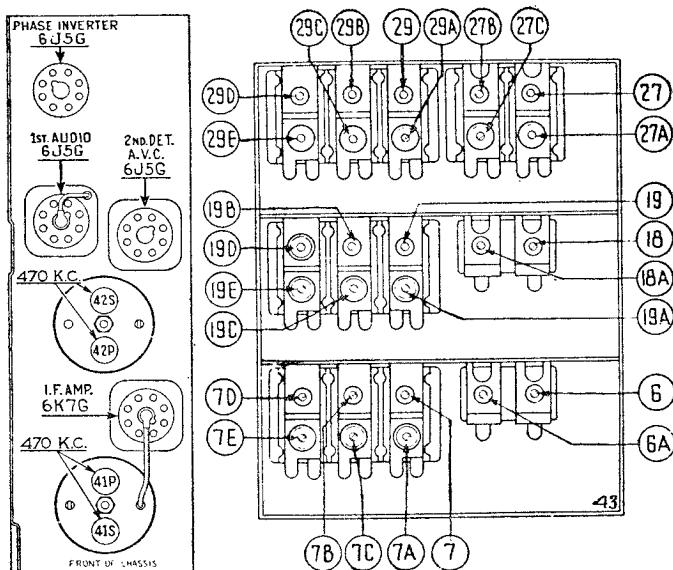 PHASE INVERTER
6J5G
1ST. AUDIO
6J5G
2ND. DET.
A.V.C.
6J5G
470 K.C.
42S
42P
I.F. AMP.
6K7G
470 K.C.
41P
41S
FRONT OF CHASSIS
29C 29B 29 29A 27B 27C
29D 27
29E 27A
19B 19
19D 18
19E 18A
19C 19A
7D 6
7E 6A
43
7B 7C 7A 7